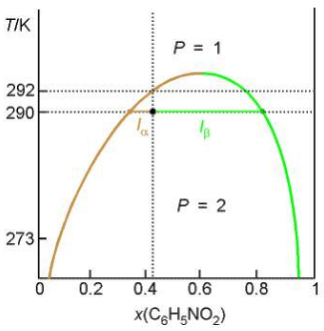 T/K
P = 1
292
290
lα
lβ
P = 2
273
0 0.2 0.4 0.6 0.8 1
x(C₆H₅NO₂)